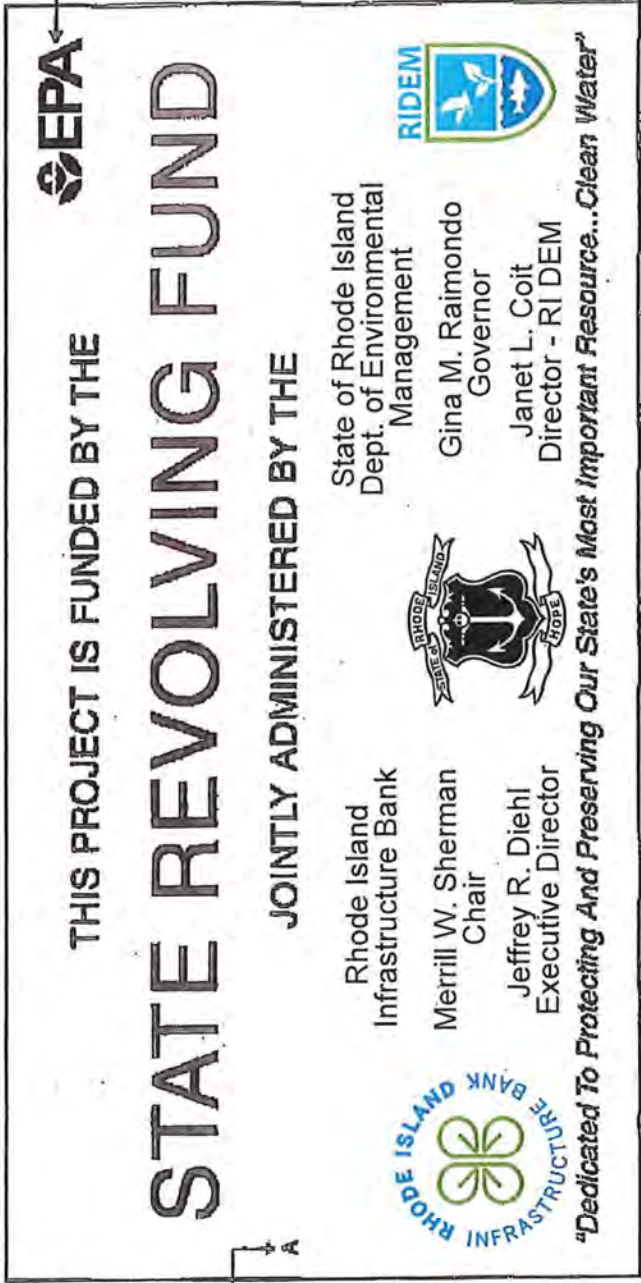 THIS PROJECT IS FUNDED BY THE
EPA
STATE REVOLVING FUND
A
JOINTLY ADMINISTERED BY THE
RHODE ISLAND INFRASTRUCTURE BANK
Rhode Island
Infrastructure Bank
Merrill W. Sherman
Chair
Jeffrey R. Diehl
Executive Director
STATE of RHODE ISLAND
HOPE
State of Rhode Island
Dept. of Environmental
Management
Gina M. Raimondo
Governor
Janet L. Coit
Director - RI DEM
RIDEM
"Dedicated To Protecting And Preserving Our State's Most Important Resource...Clean Water"